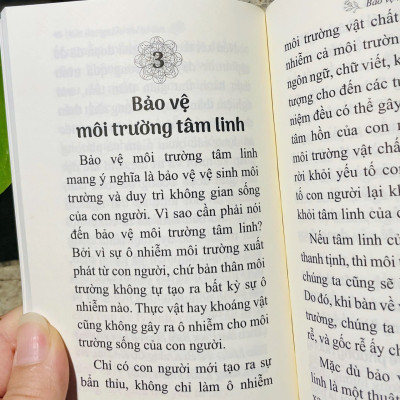 3
Bảo vệ
môi trường tâm linh
Bảo vệ môi trường tâm linh
mang ý nghĩa là bảo vệ vệ sinh môi
trường và duy trì không gian sống
của con người. Vì sao cần phải nói
đến bảo vệ môi trường tâm linh?
Bởi vì sự ô nhiễm môi trường xuất
phát từ con người, chứ bản thân môi
trường không tự tạo ra bất kỳ sự ô
nhiễm nào. Thực vật hay khoáng vật
cũng không gây ra ô nhiễm cho môi
trường sống của con người.
Chỉ có con người mới tạo ra sự
bẩn thỉu, không chỉ làm ô nhiễm
Bảo vệ
môi trường vật chất
nhiễm cả môi trườn
ngôn ngữ, chữ viết, k
tượng cho đến các tư
niệm đều có thể gây
tâm hồn của con n
môi trường vật chấ
rời khỏi yếu tố con
tố con người lại kh
khỏi tâm linh của c
Nếu tâm linh củ
thanh tịnh, thì môi t
chúng ta cũng sẽ
Do đó, khi bàn về v
trường, chúng ta
rễ, và gốc rễ ấy ch
Mặc dù bảo v
linh là một thuật